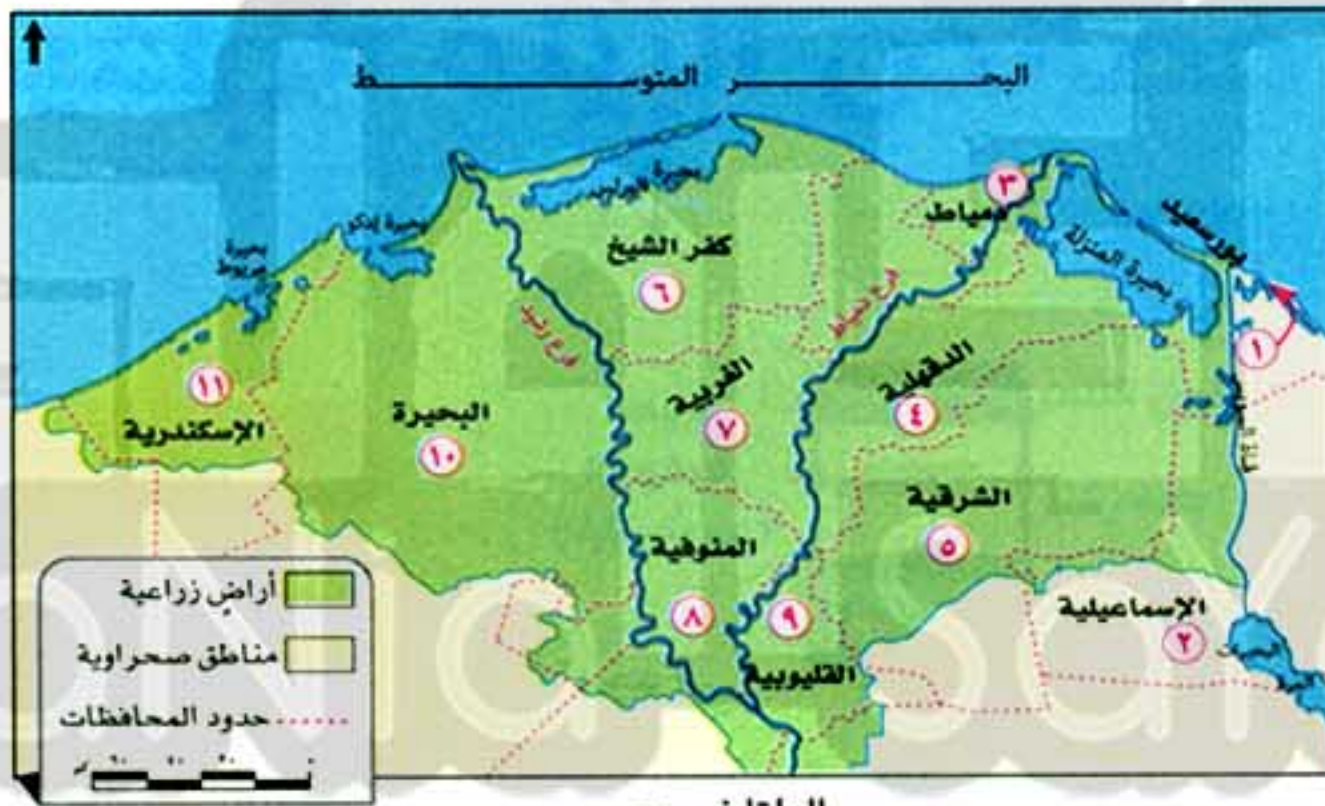 البحر المتوسط
بورسعيد
١
بحيرة المنزلة
٣
دمياط
فرع دمياط
كفر الشيخ
٦
بحيرة إدكو
بحيرة
مريوط
فرع رشيد
الدقهلية
٤
الغربية
٧
البحيرة
١٠
١١
الإسكندرية
الشرقية
٥
المنوفية
٨
٩
القليوبية
الإسماعيلية
٢
البحيرات
أراضٍ زراعية
مناطق صحراوية
حدود المحافظات